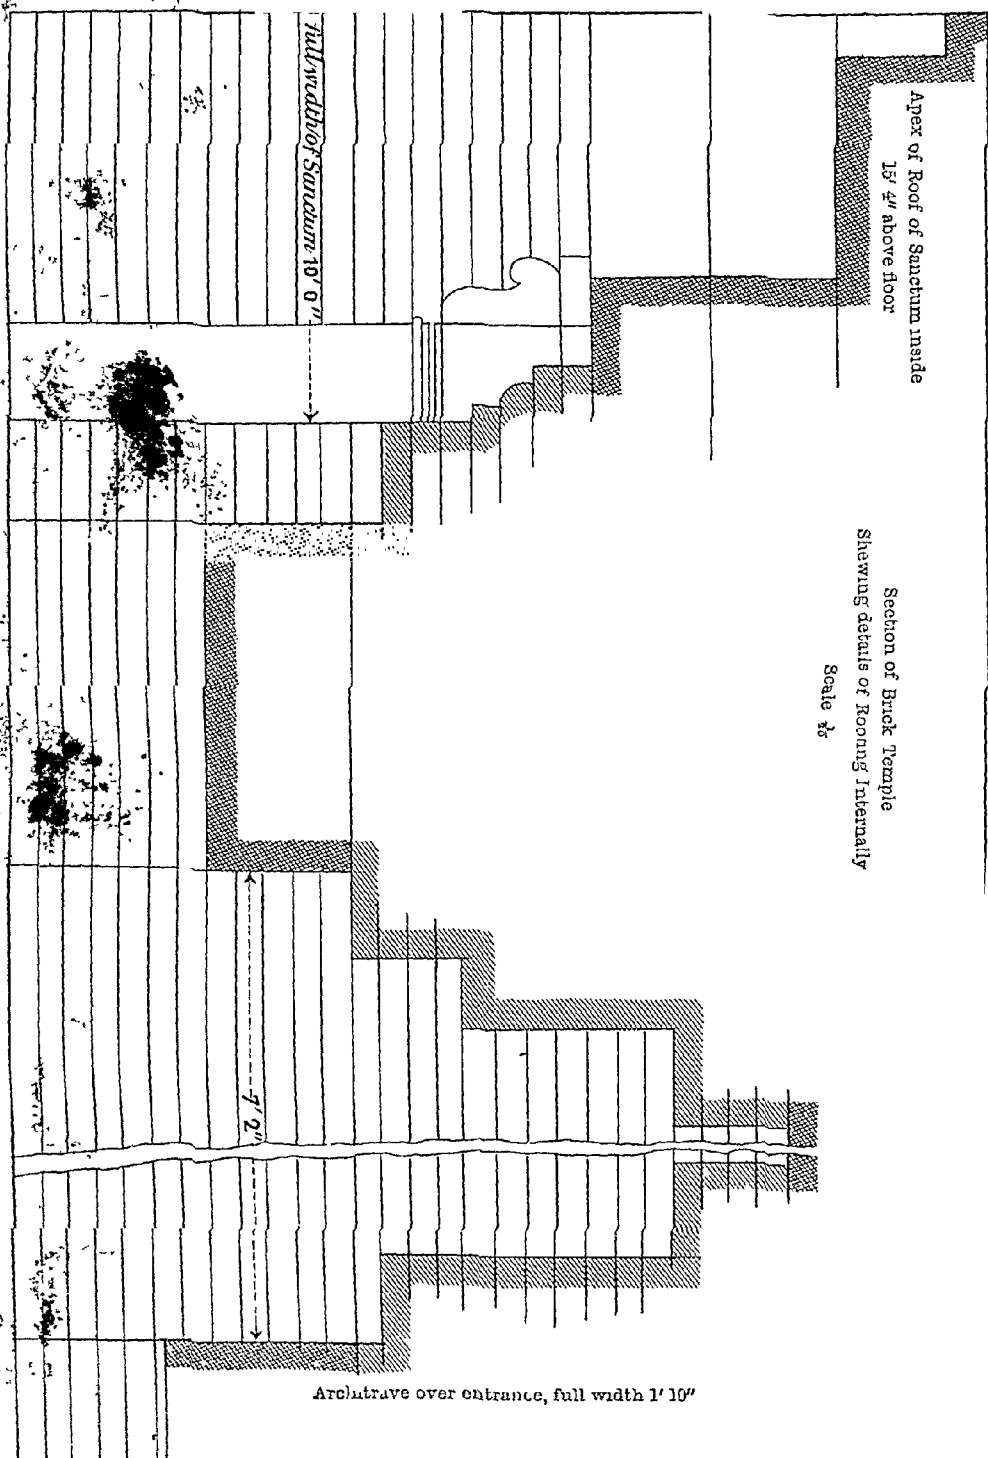 full width of Sanctum 10' 0"
Apex of Roof of Sanctum inside
15' 4" above floor
Section of Brick Temple
Shewing details of Roofing Internally
Scale
7' 2"
Architrave over entrance, full width 1' 10"